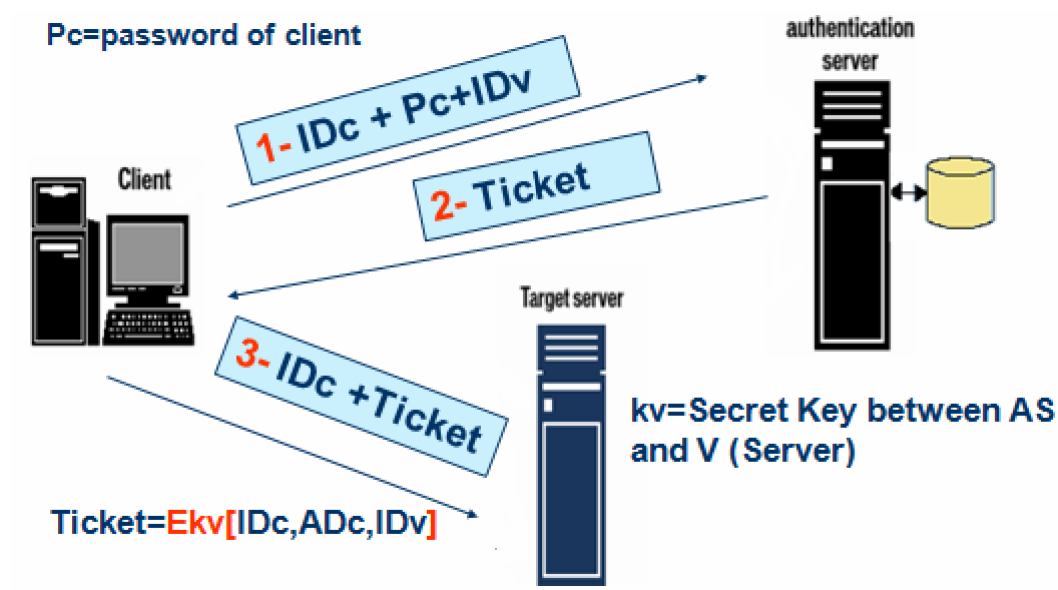 Pc=password of client
authentication
server
1- IDc + Pc+IDv
Client
2- Ticket
Target server
3- IDc +Ticket
kv=Secret Key between AS
and V (Server)
Ticket=Ekv[IDc,ADc,IDv]